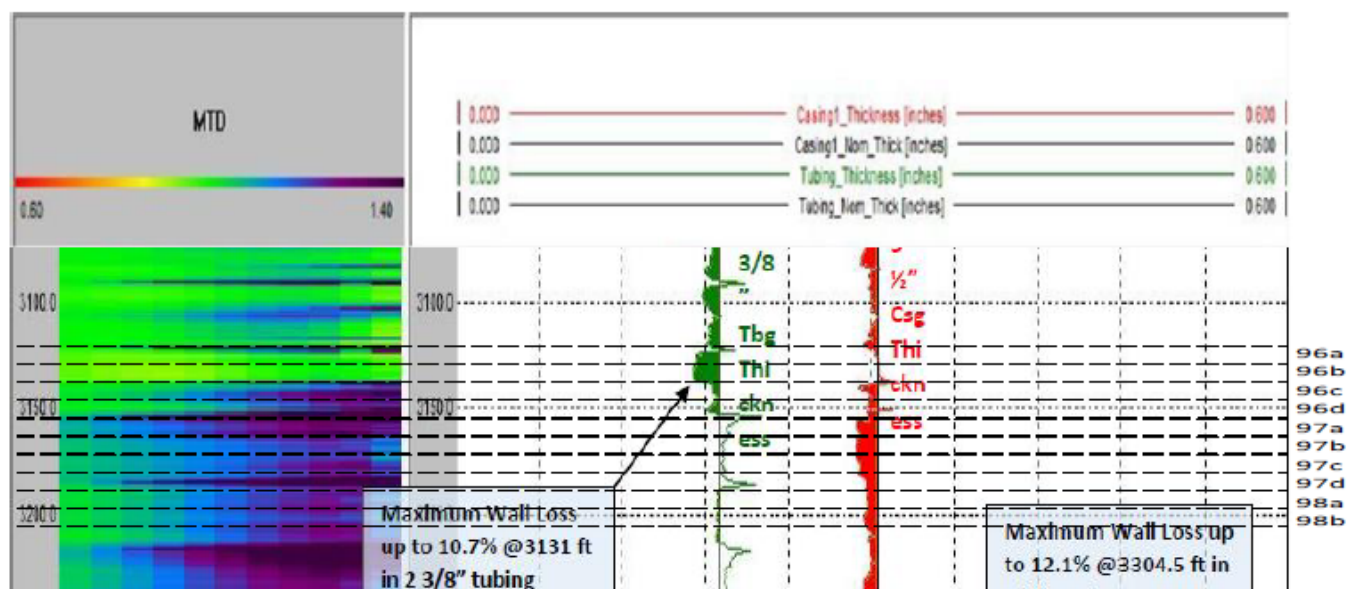 MTD
0.60 1.40
0.000 Casing1_Thickness [inches] 0.600
0.000 Casing1_Nom_Thick [inches] 0.600
0.000 Tubing_Thickness [inches] 0.600
0.000 Tubing_Nom_Thick [inches] 0.600
3100.0
3150.0
3200.0
3100.0
3150.0
3200.0
3/8
"
Tbg
Thi
ckn
ess
½"
Csg
Thi
ckn
ess
96a
96b
96c
96d
97a
97b
97c
97d
98a
98b
Maximum Wall Loss
up to 10.7% @3131 ft
in 2 3/8" tubing
Maximum Wall Loss up
to 12.1% @3304.5 ft in